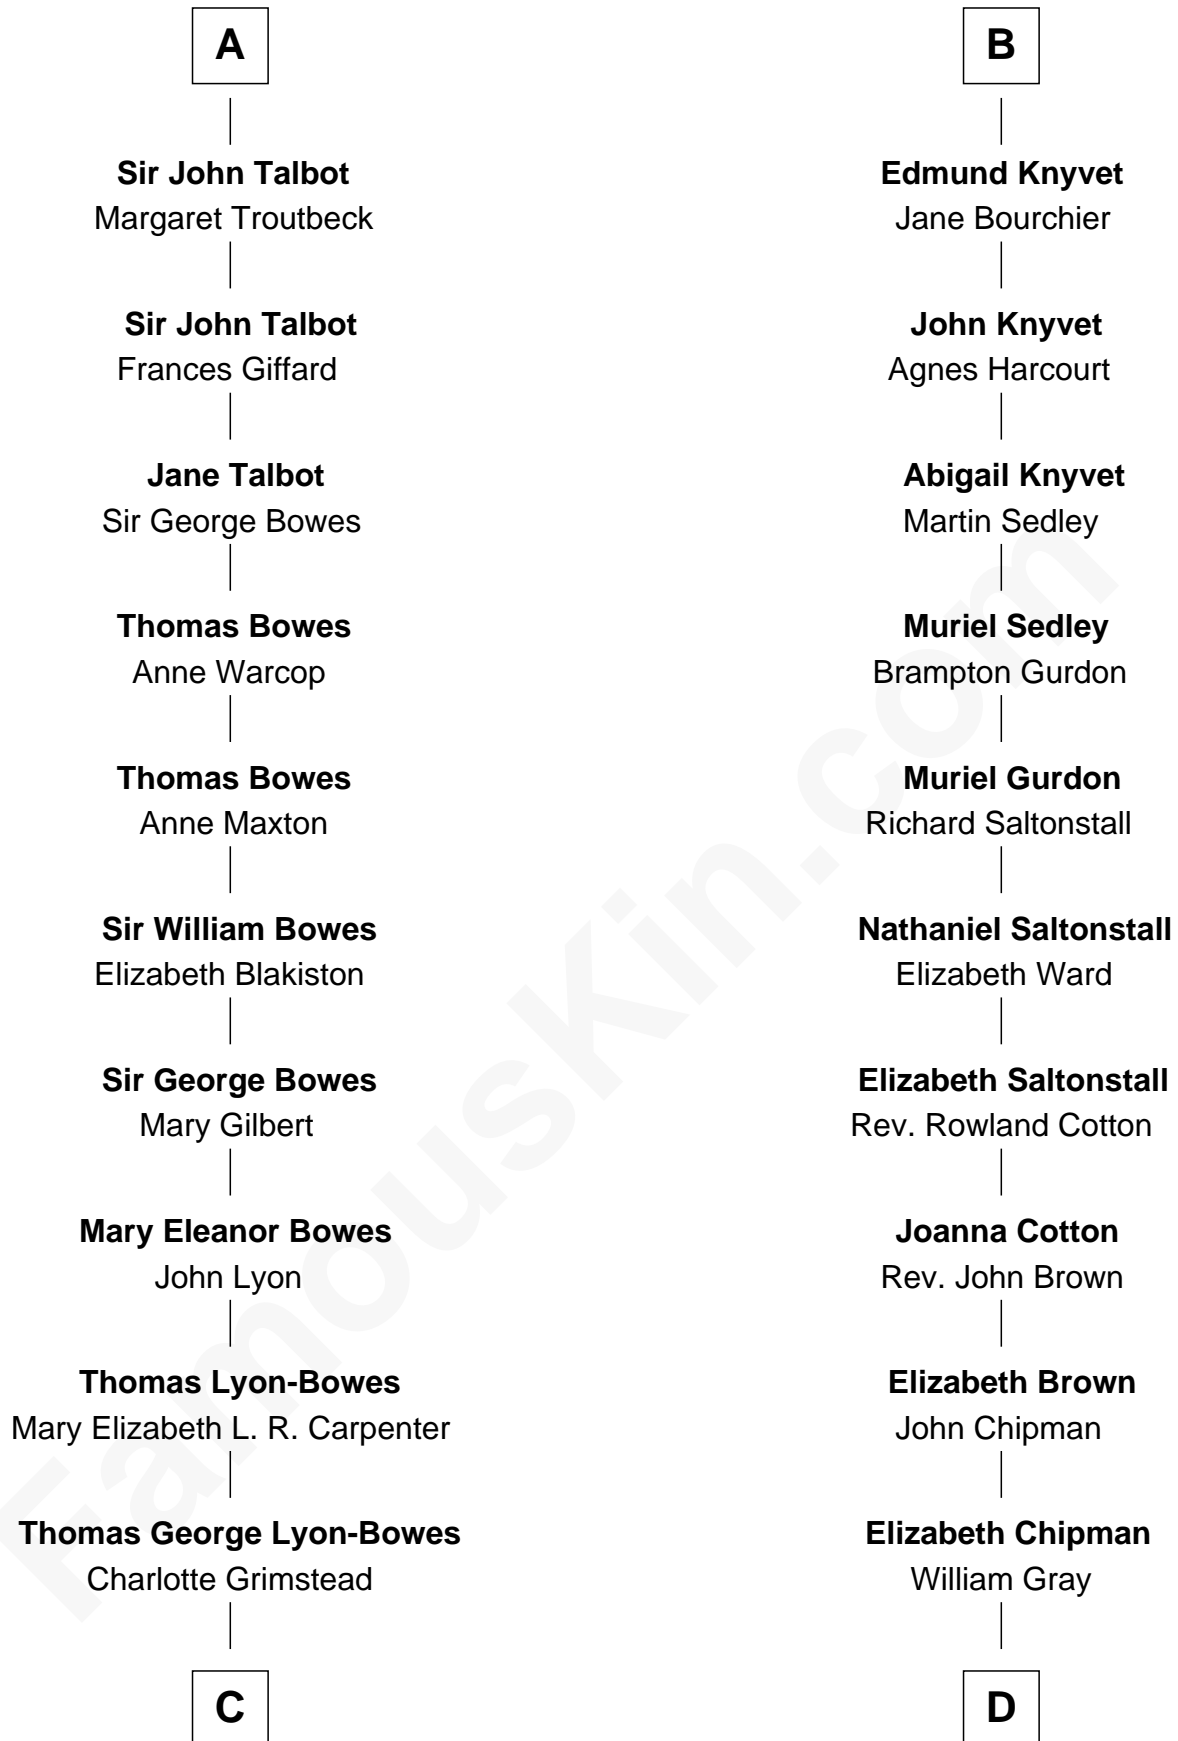 A
Sir John Talbot
Margaret Troutbeck
Sir John Talbot
Frances Giffard
Jane Talbot
Sir George Bowes
Thomas Bowes
Anne Warcop
Thomas Bowes
Anne Maxton
Sir William Bowes
Elizabeth Blakiston
Sir George Bowes
Mary Gilbert
Mary Eleanor Bowes
John Lyon
Thomas Lyon-Bowes
Mary Elizabeth L. R. Carpenter
Thomas George Lyon-Bowes
Charlotte Grimstead
C
B
Edmund Knyvet
Jane Bourchier
John Knyvet
Agnes Harcourt
Abigail Knyvet
Martin Sedley
Muriel Sedley
Brampton Gurdon
Muriel Gurdon
Richard Saltonstall
Nathaniel Saltonstall
Elizabeth Ward
Elizabeth Saltonstall
Rev. Rowland Cotton
Joanna Cotton
Rev. John Brown
Elizabeth Brown
John Chipman
Elizabeth Chipman
William Gray
D
FamousKin.com